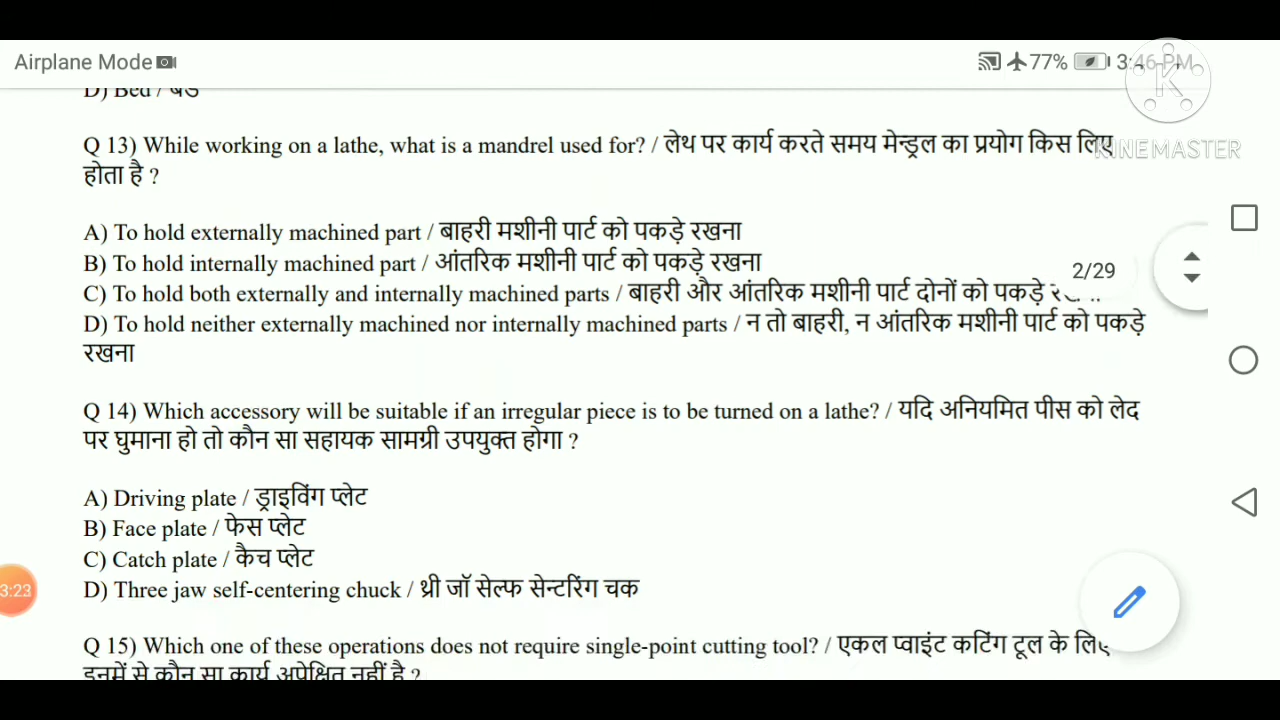 Airplane Mode
77% 3:46 PM
D) Bed / बेड
KINEMASTER
Q 13) While working on a lathe, what is a mandrel used for? / लेथ पर कार्य करते समय मेन्ड्रल का प्रयोग किस लिए
होता है ?
A) To hold externally machined part / बाहरी मशीनी पार्ट को पकड़े रखना
B) To hold internally machined part / आंतरिक मशीनी पार्ट को पकड़े रखना
2/29
C) To hold both externally and internally machined parts / बाहरी और आंतरिक मशीनी पार्ट दोनों को पकड़े
D) To hold neither externally machined nor internally machined parts / न तो बाहरी, न आंतरिक मशीनी पार्ट को पकड़े
रखना
Q 14) Which accessory will be suitable if an irregular piece is to be turned on a lathe? / यदि अनियमित पीस को लेद
पर घुमाना हो तो कौन सा सहायक सामग्री उपयुक्त होगा ?
A) Driving plate / ड्राइविंग प्लेट
B) Face plate / फेस प्लेट
C) Catch plate / कैच प्लेट
D) Three jaw self-centering chuck / थ्री जॉ सेल्फ सेन्टरिंग चक
3:23
Q 15) Which one of these operations does not require single-point cutting tool? / एकल प्वाइंट कटिंग टूल के लिए
इनमें से कौन सा कार्य अपेक्षित नहीं है ?